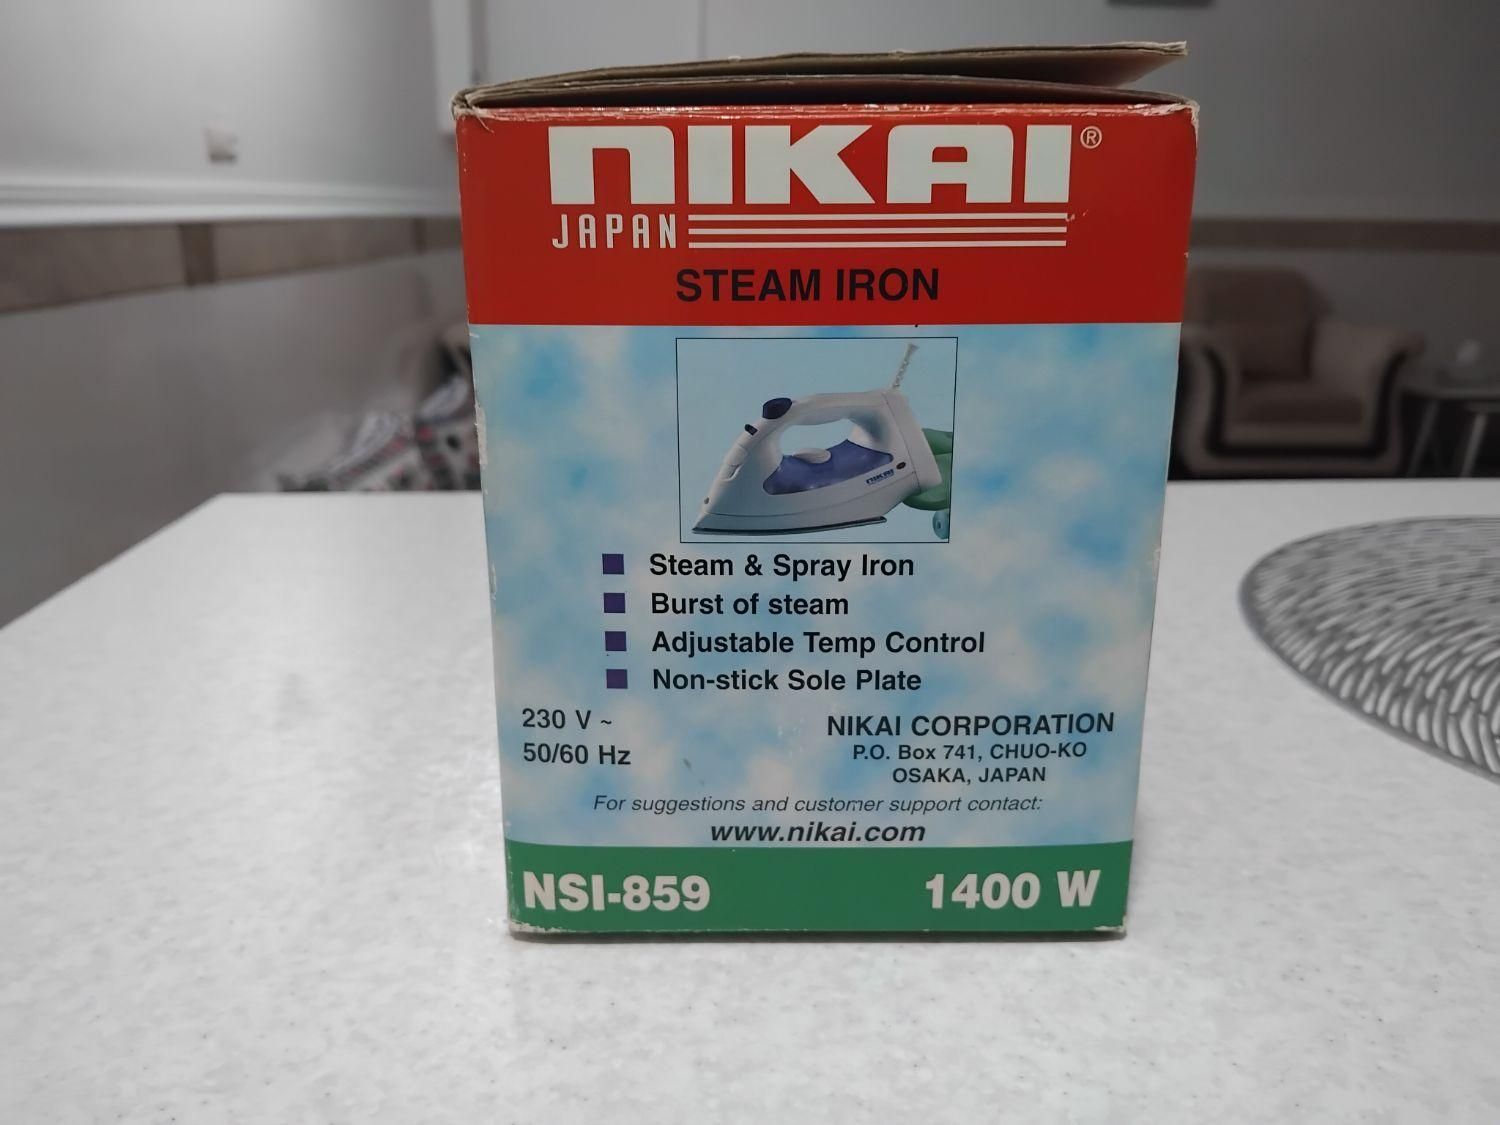 NIKAI®
JAPAN
STEAM IRON
NIKAI
Steam & Spray Iron
Burst of steam
Adjustable Temp Control
Non-stick Sole Plate
230 V ~
50/60 Hz
NIKAI CORPORATION
P.O. Box 741, CHUO-KO
OSAKA, JAPAN
For suggestions and customer support contact:
www.nikai.com
NSI-859
1400 W